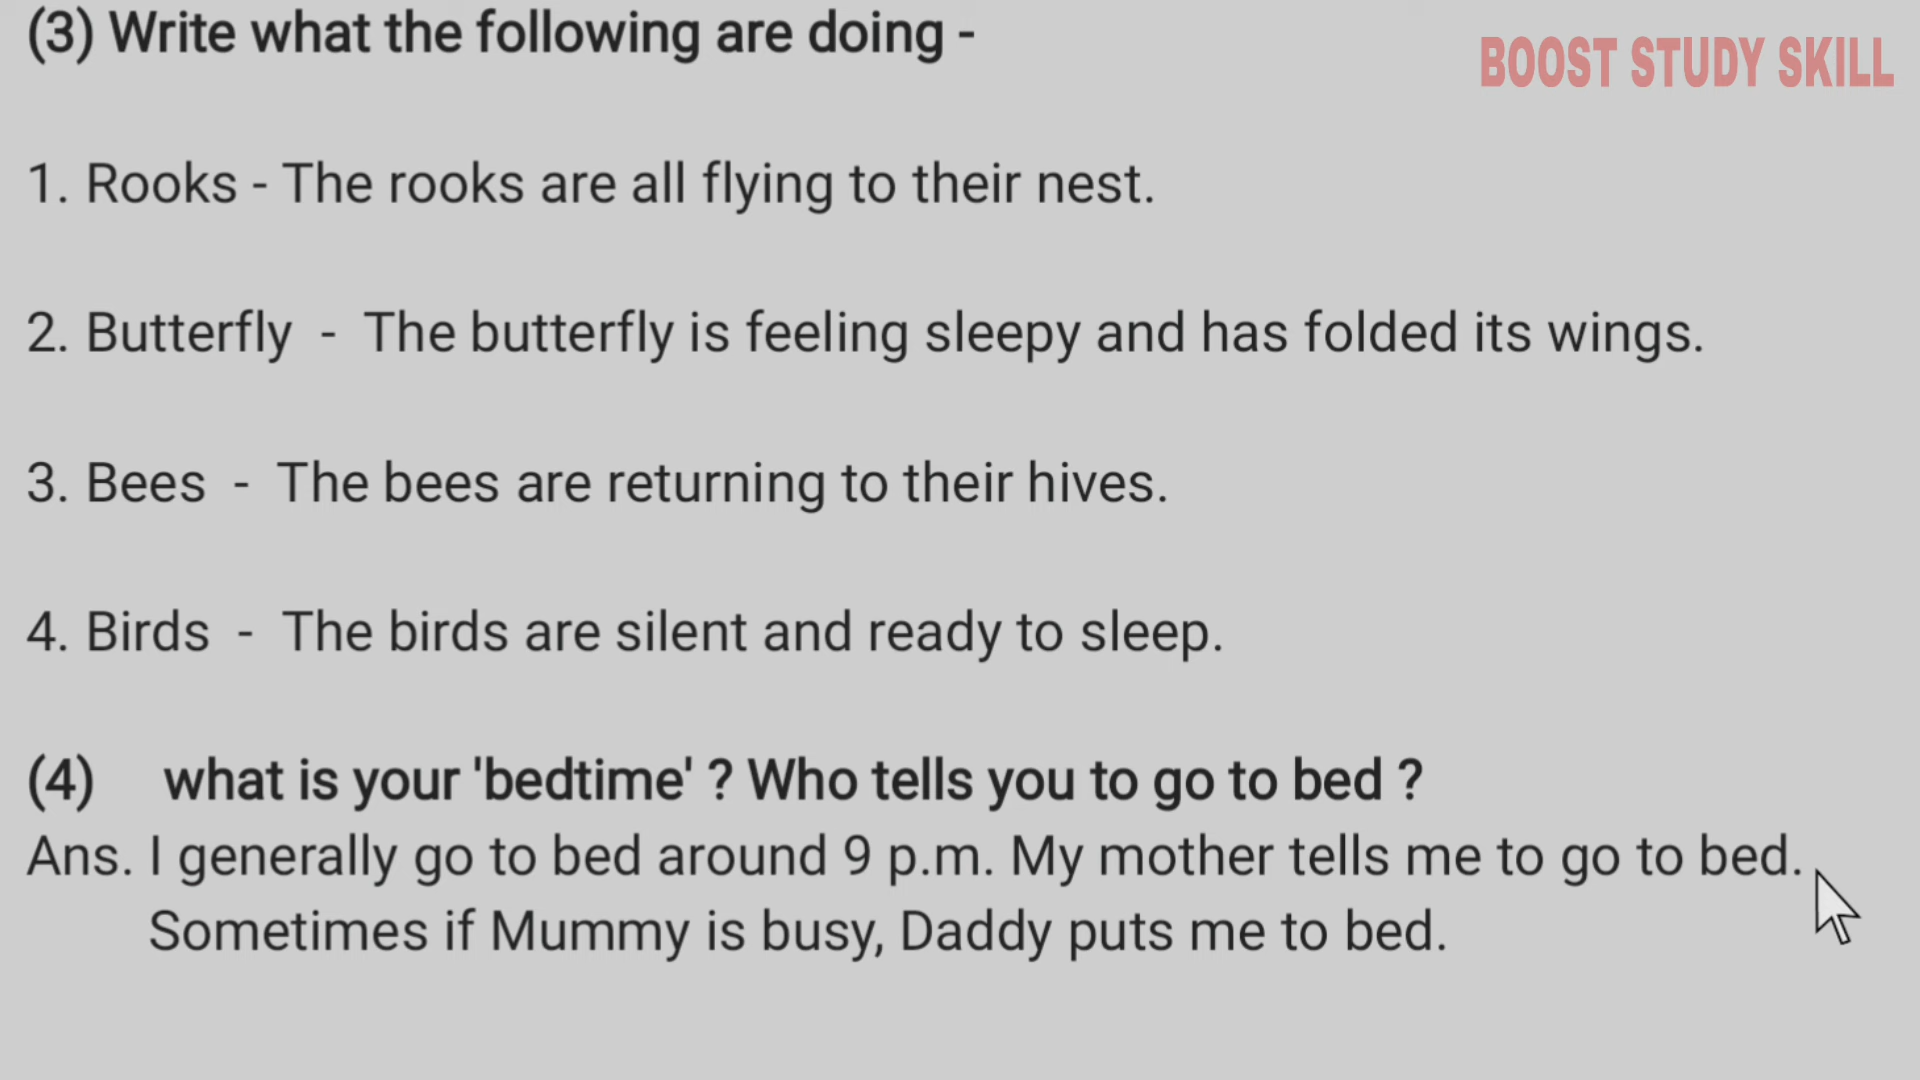 (3) Write what the following are doing -
BOOST STUDY SKILL
1. Rooks - The rooks are all flying to their nest.
2. Butterfly - The butterfly is feeling sleepy and has folded its wings.
3. Bees - The bees are returning to their hives.
4. Birds - The birds are silent and ready to sleep.
(4) what is your 'bedtime' ? Who tells you to go to bed ?
Ans. I generally go to bed around 9 p.m. My mother tells me to go to bed.
Sometimes if Mummy is busy, Daddy puts me to bed.